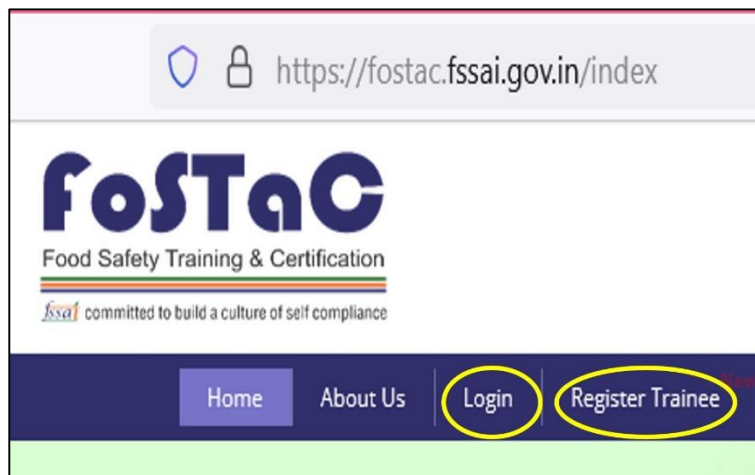 https://fostac.fssai.gov.in/index
FoSTaC
Food Safety Training & Certification
fssai committed to build a culture of self compliance
New
Home About Us Login Register Trainee